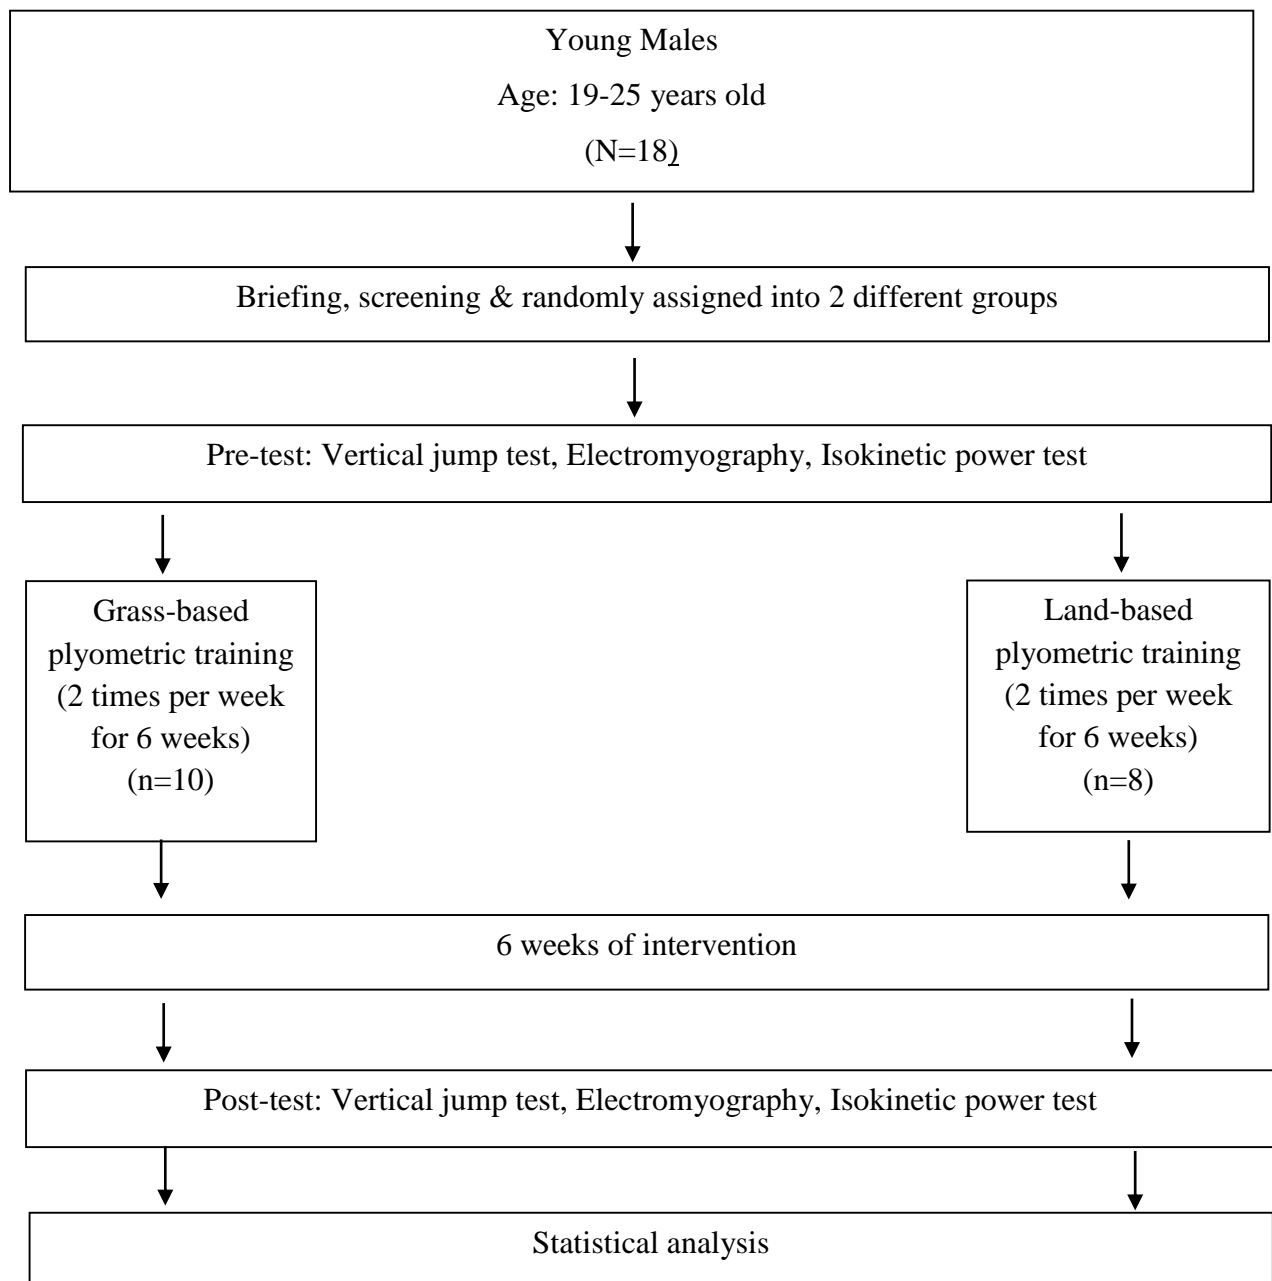 Young Males
Age: 19-25 years old
(N=18)
Briefing, screening & randomly assigned into 2 different groups
Pre-test: Vertical jump test, Electromyography, Isokinetic power test
Grass-based
plyometric training
(2 times per week
for 6 weeks)
(n=10)
Land-based
plyometric training
(2 times per week
for 6 weeks)
(n=8)
6 weeks of intervention
Post-test: Vertical jump test, Electromyography, Isokinetic power test
Statistical analysis